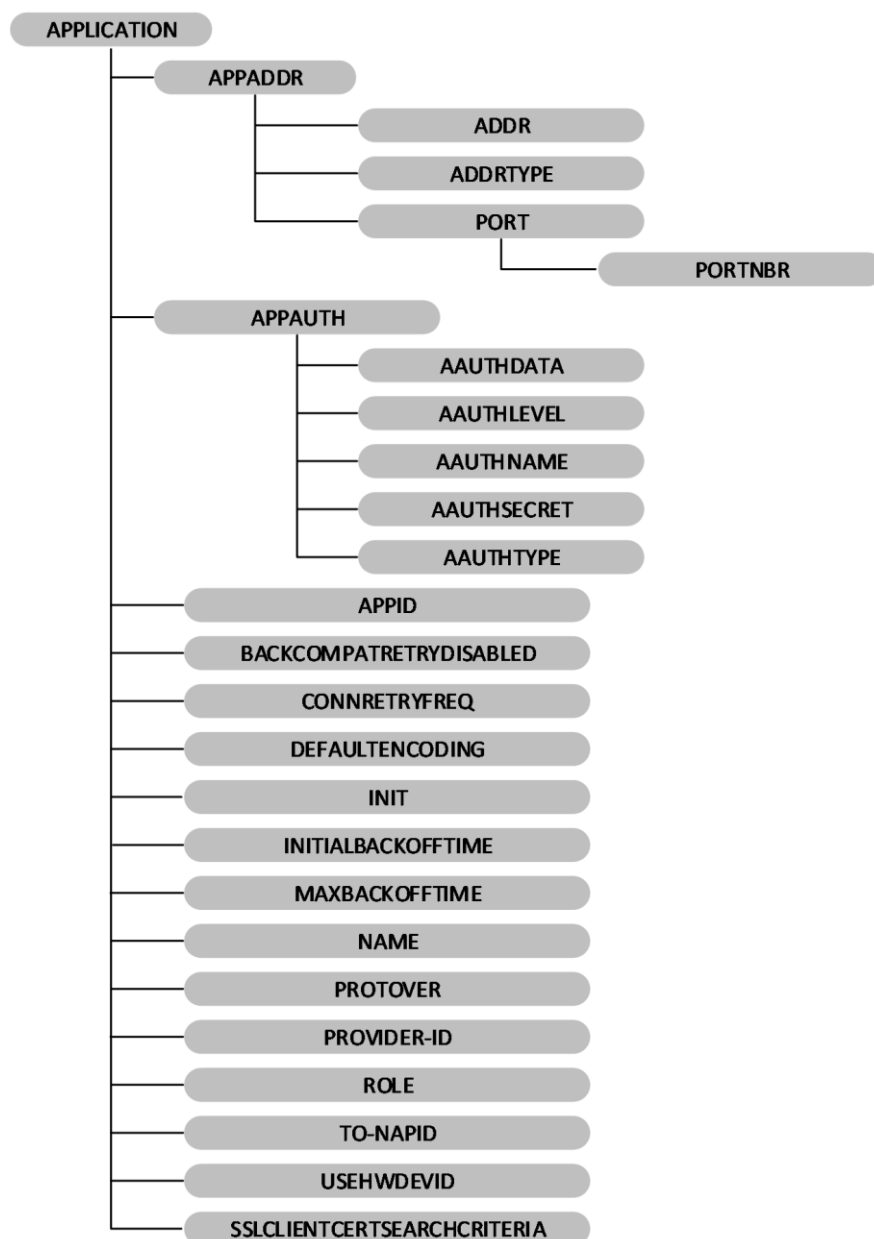 APPLICATION
APPADDR
ADDR
ADDRTYPE
PORT
PORTNBR
APPAUTH
AAUTHDATA
AAUTHLEVEL
AAUTHNAME
AAUTHSECRET
AAUTHTYPE
APPID
BACKCOMPATRETRYDISABLED
CONNRETRYFREQ
DEFAULTENCODING
INIT
INITIALBACKOFFTIME
MAXBACKOFFTIME
NAME
PROTOVER
PROVIDER-ID
ROLE
TO-NAPID
USEHWDEVID
SSLCLIENTCERTSEARCHCRITERIA